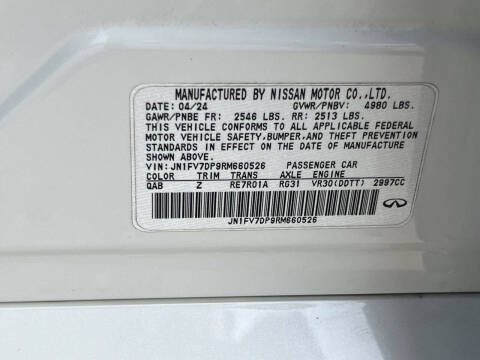 MANUFACTURED BY NISSAN MOTOR CO.,LTD.
DATE: 04/24 GVWR/PNBV: 4980 LBS.
GAWR/PNBE FR: 2546 LBS. RR: 2513 LBS.
THIS VEHICLE CONFORMS TO ALL APPLICABLE FEDERAL
MOTOR VEHICLE SAFETY,BUMPER,AND THEFT PREVENTION
STANDARDS IN EFFECT ON THE DATE OF MANUFACTURE
SHOWN ABOVE.
VIN: JN1FV7DP9RM660526 PASSENGER CAR
COLOR TRIM TRANS AXLE ENGINE
QAB Z RE7R01A RG31 VR30(DDTT) 2997CC
JN1FV7DP9RM660526